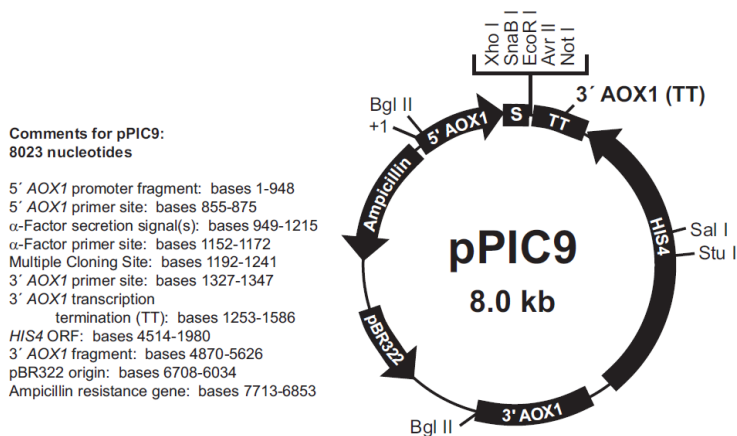 Comments for pPIC9:
8023 nucleotides
5´ AOX1 promoter fragment: bases 1-948
5´ AOX1 primer site: bases 855-875
α-Factor secretion signal(s): bases 949-1215
α-Factor primer site: bases 1152-1172
Multiple Cloning Site: bases 1192-1241
3´ AOX1 primer site: bases 1327-1347
3´ AOX1 transcription
termination (TT): bases 1253-1586
HIS4 ORF: bases 4514-1980
3´ AOX1 fragment: bases 4870-5626
pBR322 origin: bases 6708-6034
Ampicillin resistance gene: bases 7713-6853
Xho I
SnaB I
EcoR I
Avr II
Not I
3´ AOX1 (TT)
Bgl II
+1
5' AOX1
S
TT
Ampicillin
HIS4
Sal I
Stu I
pPIC9
8.0 kb
pBR322
Bgl II
3' AOX1